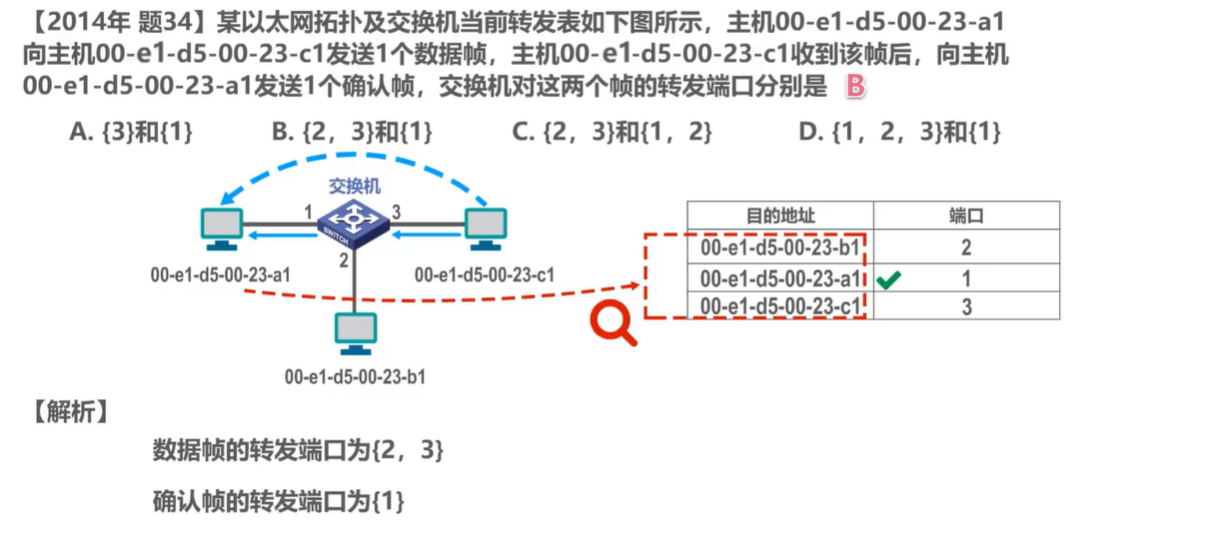 【2014年 题34】某以太网拓扑及交换机当前转发表如下图所示，主机00-e1-d5-00-23-a1
向主机00-e1-d5-00-23-c1发送1个数据帧，主机00-e1-d5-00-23-c1收到该帧后，向主机
00-e1-d5-00-23-a1发送1个确认帧，交换机对这两个帧的转发端口分别是 B
A. {3}和{1} B. {2，3}和{1} C. {2，3}和{1，2} D. {1，2，3}和{1}
交换机
1 3
SWITCH
2
00-e1-d5-00-23-a1 00-e1-d5-00-23-c1
00-e1-d5-00-23-b1
目的地址 端口
00-e1-d5-00-23-b1 2
00-e1-d5-00-23-a1 1
00-e1-d5-00-23-c1 3
【解析】
数据帧的转发端口为{2，3}
确认帧的转发端口为{1}